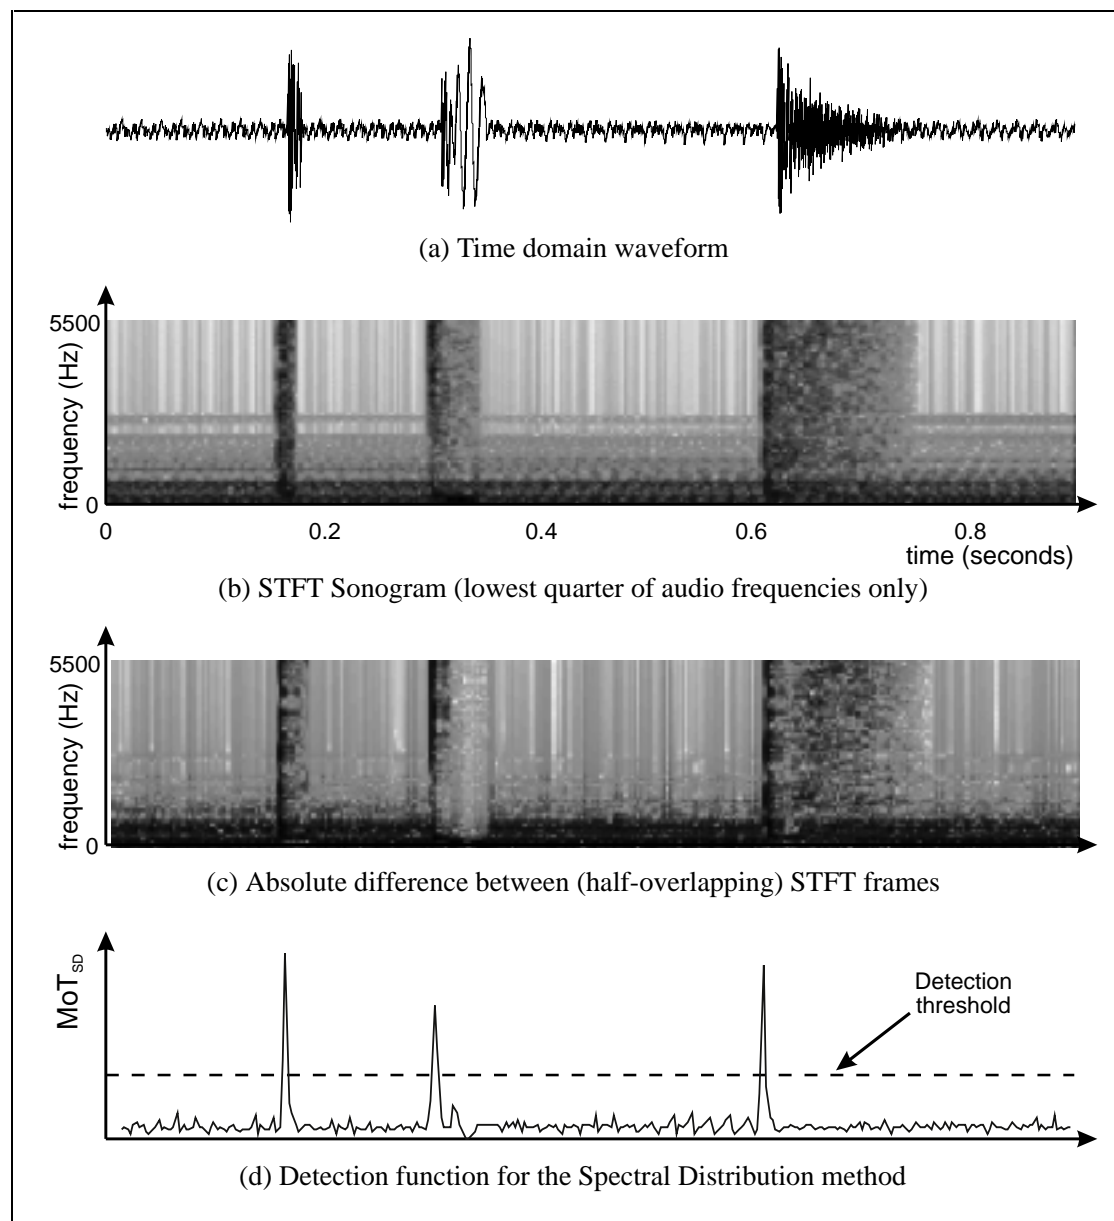 (a) Time domain waveform
5500
frequency (Hz)
0
0 0.2 0.4 0.6 0.8
time (seconds)
(b) STFT Sonogram (lowest quarter of audio frequencies only)
5500
frequency (Hz)
0
(c) Absolute difference between (half-overlapping) STFT frames
MoT SD
Detection
threshold
(d) Detection function for the Spectral Distribution method